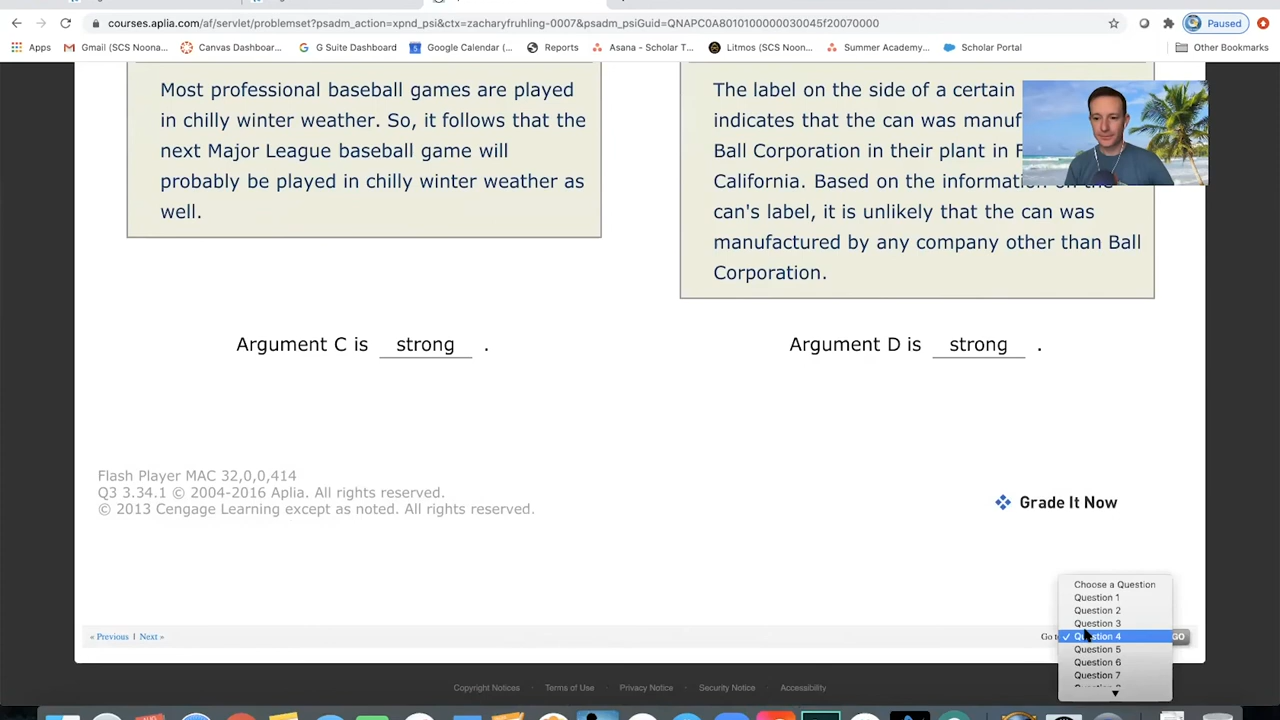 courses.aplia.com/af/servlet/problemset?psadm_action=xpnd_psi&ctx=zacharyfruhling-0007&psadm_psiGuid=QNAPC0A8010100000030045f20070000
Paused
Apps
Gmail (SCS Noona...
Canvas Dashboar...
G Suite Dashboard
Google Calendar (...
Reports
Asana - Scholar T...
Litmos (SCS Noon...
Summer Academy...
Scholar Portal
Other Bookmarks
Most professional baseball games are played
in chilly winter weather. So, it follows that the
next Major League baseball game will
probably be played in chilly winter weather as
well.
The label on the side of a certain
indicates that the can was manuf
Ball Corporation in their plant in F
California. Based on the information on the
can's label, it is unlikely that the can was
manufactured by any company other than Ball
Corporation.
Argument C is strong .
Argument D is strong .
Flash Player MAC 32,0,0,414
Q3 3.34.1 © 2004-2016 Aplia. All rights reserved.
© 2013 Cengage Learning except as noted. All rights reserved.
Grade It Now
Choose a Question
Question 1
Question 2
Question 3
Question 4
Question 5
Question 6
Question 7
« Previous | Next »
Go to
GO
Copyright Notices · Terms of Use · Privacy Notice · Security Notice · Accessibility